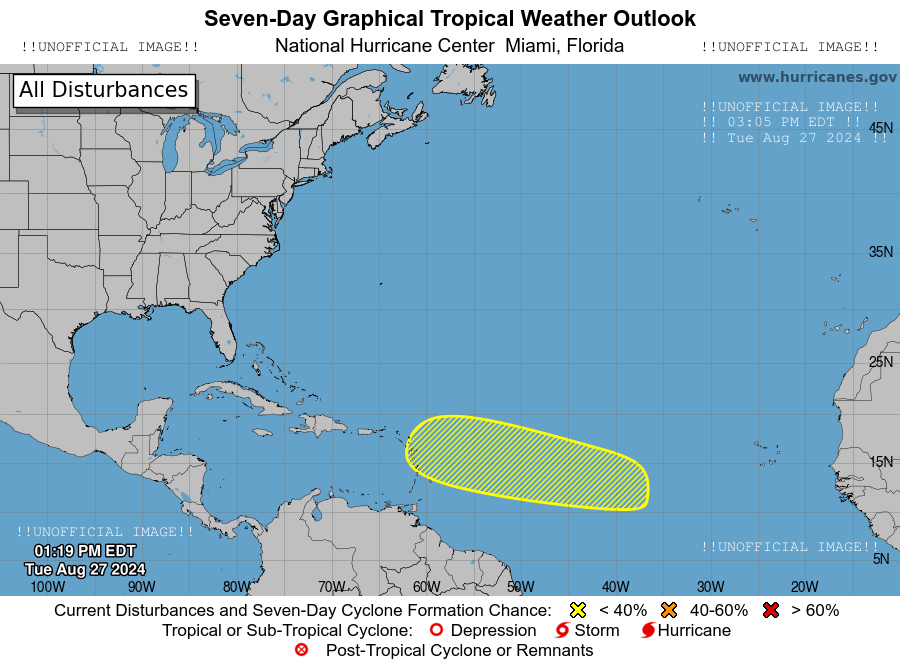 Seven-Day Graphical Tropical Weather Outlook
!!UNOFFICIAL IMAGE!! National Hurricane Center Miami, Florida !!UNOFFICIAL IMAGE!!
All Disturbances
www.hurricanes.gov
!!UNOFFICIAL IMAGE!!
!! 03:05 PM EDT !!
!! Tue Aug 27 2024 !!
45N
35N
25N
15N
!!UNOFFICIAL IMAGE!!
01:19 PM EDT
Tue Aug 27 2024
!!UNOFFICIAL IMAGE!!
5N
100W 90W 80W 70W 60W 50W 40W 30W 20W
Current Disturbances and Seven-Day Cyclone Formation Chance: < 40% 40-60% > 60%
Tropical or Sub-Tropical Cyclone: Depression Storm Hurricane
Post-Tropical Cyclone or Remnants